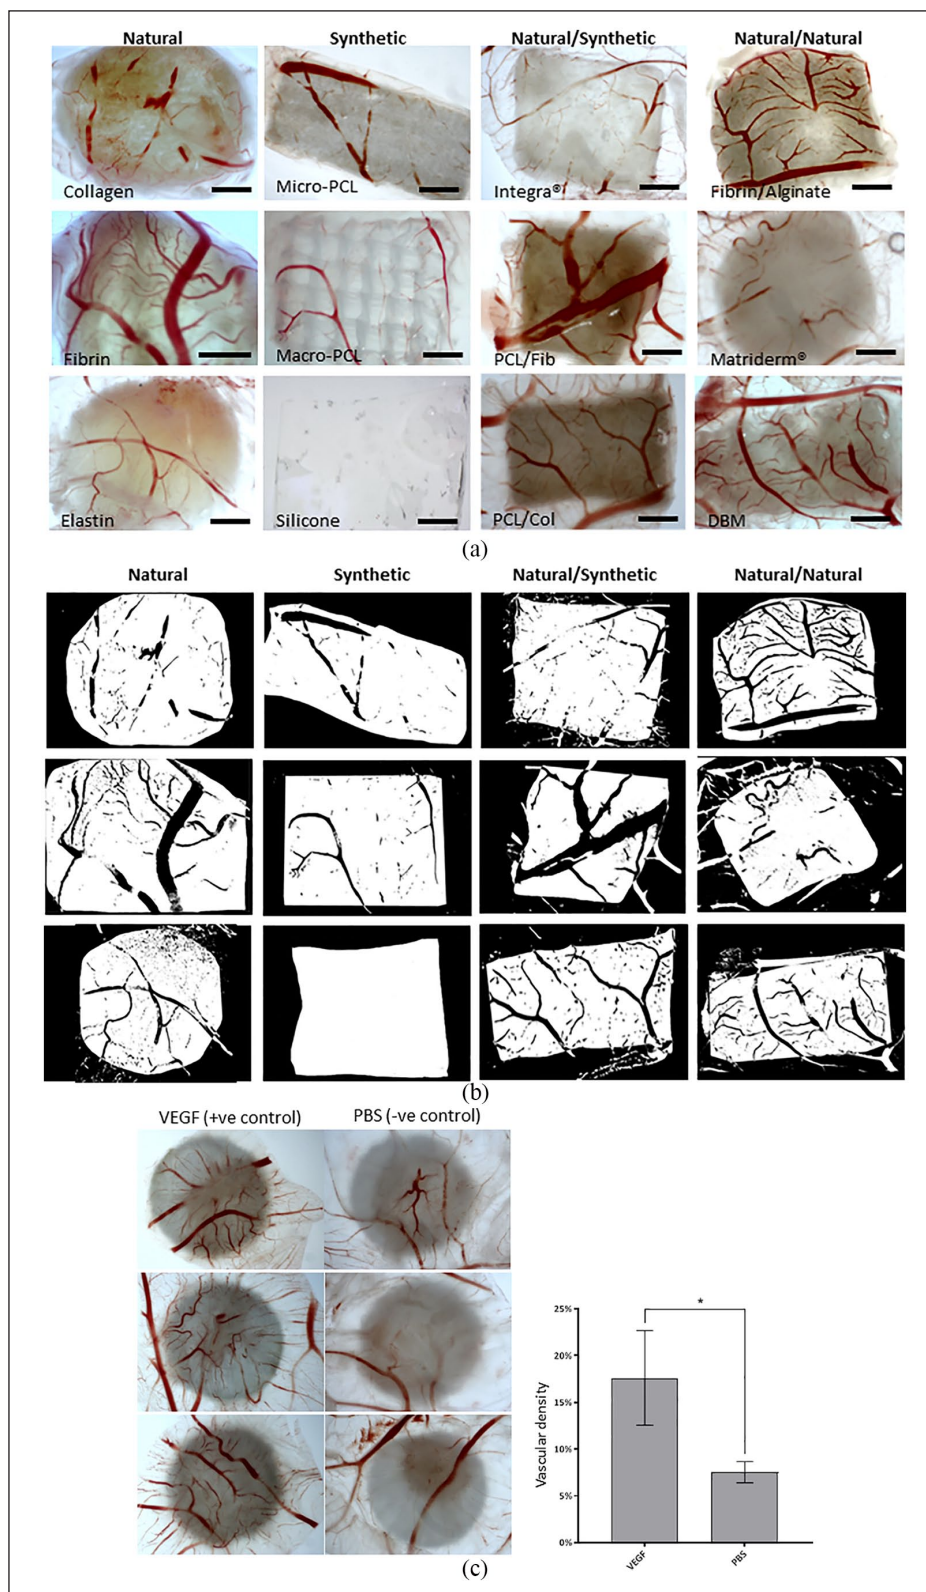 Natural Synthetic Natural/Synthetic Natural/Natural
Collagen Micro-PCL Integra® Fibrin/Alginate
Fibrin Macro-PCL PCL/Fib Matriderm®
Elastin Silicone PCL/Col DBM
(a)
Natural Synthetic Natural/Synthetic Natural/Natural
(b)
VEGF (+ve control) PBS (-ve control)
*
25%
20%
15%
10%
5%
0%
Vascular density
VEGF PBS
(c)